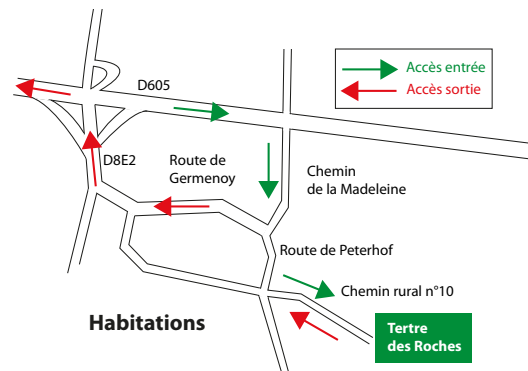 D605
Accès entrée
Accès sortie
D8E2
Route de
Germenoy
Chemin
de la Madeleine
Route de Peterhof
Chemin rural n°10
Habitations
Tertre
des Roches